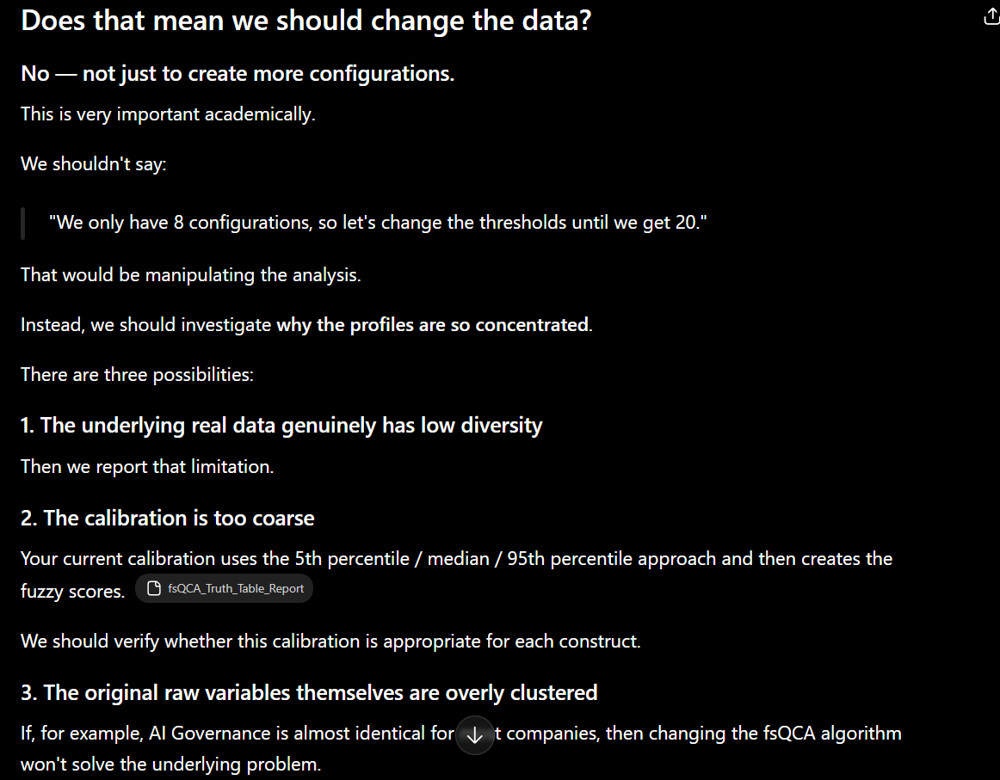 Does that mean we should change the data?
No — not just to create more configurations.
This is very important academically.
We shouldn't say:
"We only have 8 configurations, so let's change the thresholds until we get 20."
That would be manipulating the analysis.
Instead, we should investigate why the profiles are so concentrated.
There are three possibilities:
1. The underlying real data genuinely has low diversity
Then we report that limitation.
2. The calibration is too coarse
Your current calibration uses the 5th percentile / median / 95th percentile approach and then creates the
fuzzy scores. fsQCA_Truth_Table_Report
We should verify whether this calibration is appropriate for each construct.
3. The original raw variables themselves are overly clustered
If, for example, AI Governance is almost identical for companies, then changing the fsQCA algorithm
won't solve the underlying problem.